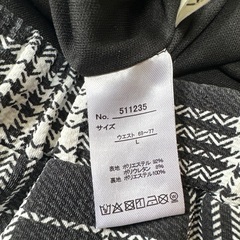 No. 511235
サイズ
ウエスト 69～77
L
表地 ポリエステル 92%
ポリウレタン 8%
裏地 ポリエステル100%